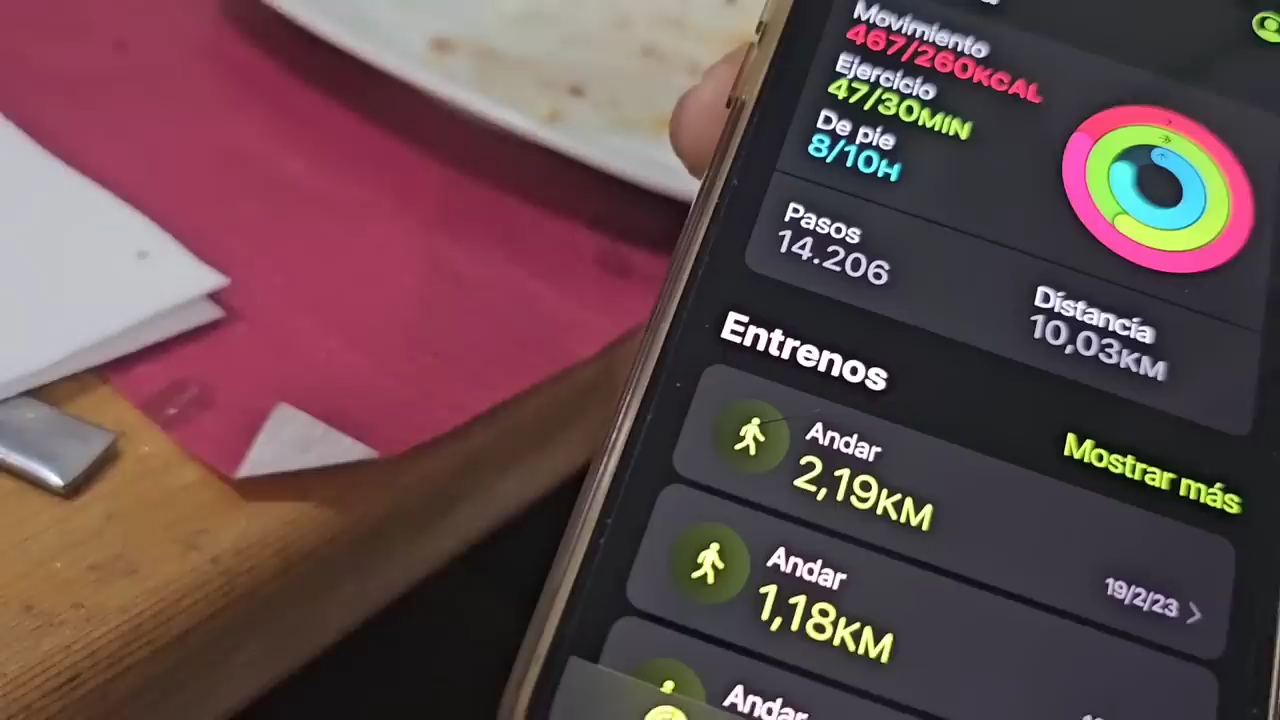 Movimiento
467/260KCAL
Ejercicio
47/30MIN
De pie
8/10H
Pasos
14.206
Distancia
10,03KM
Entrenos
Mostrar más
Andar
2,19KM
19/2/23
Andar
1,18KM
Andar